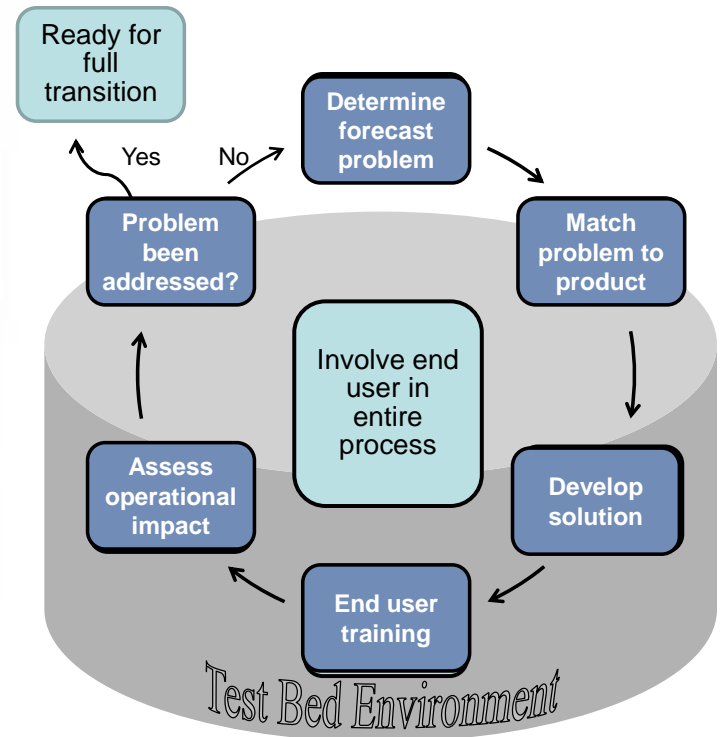 Ready for
full
transition
Yes
No
Determine
forecast
problem
Match
problem to
product
Develop
solution
End user
training
Assess
operational
impact
Problem
been
addressed?
Involve end
user in
entire
process
Test Bed Environment